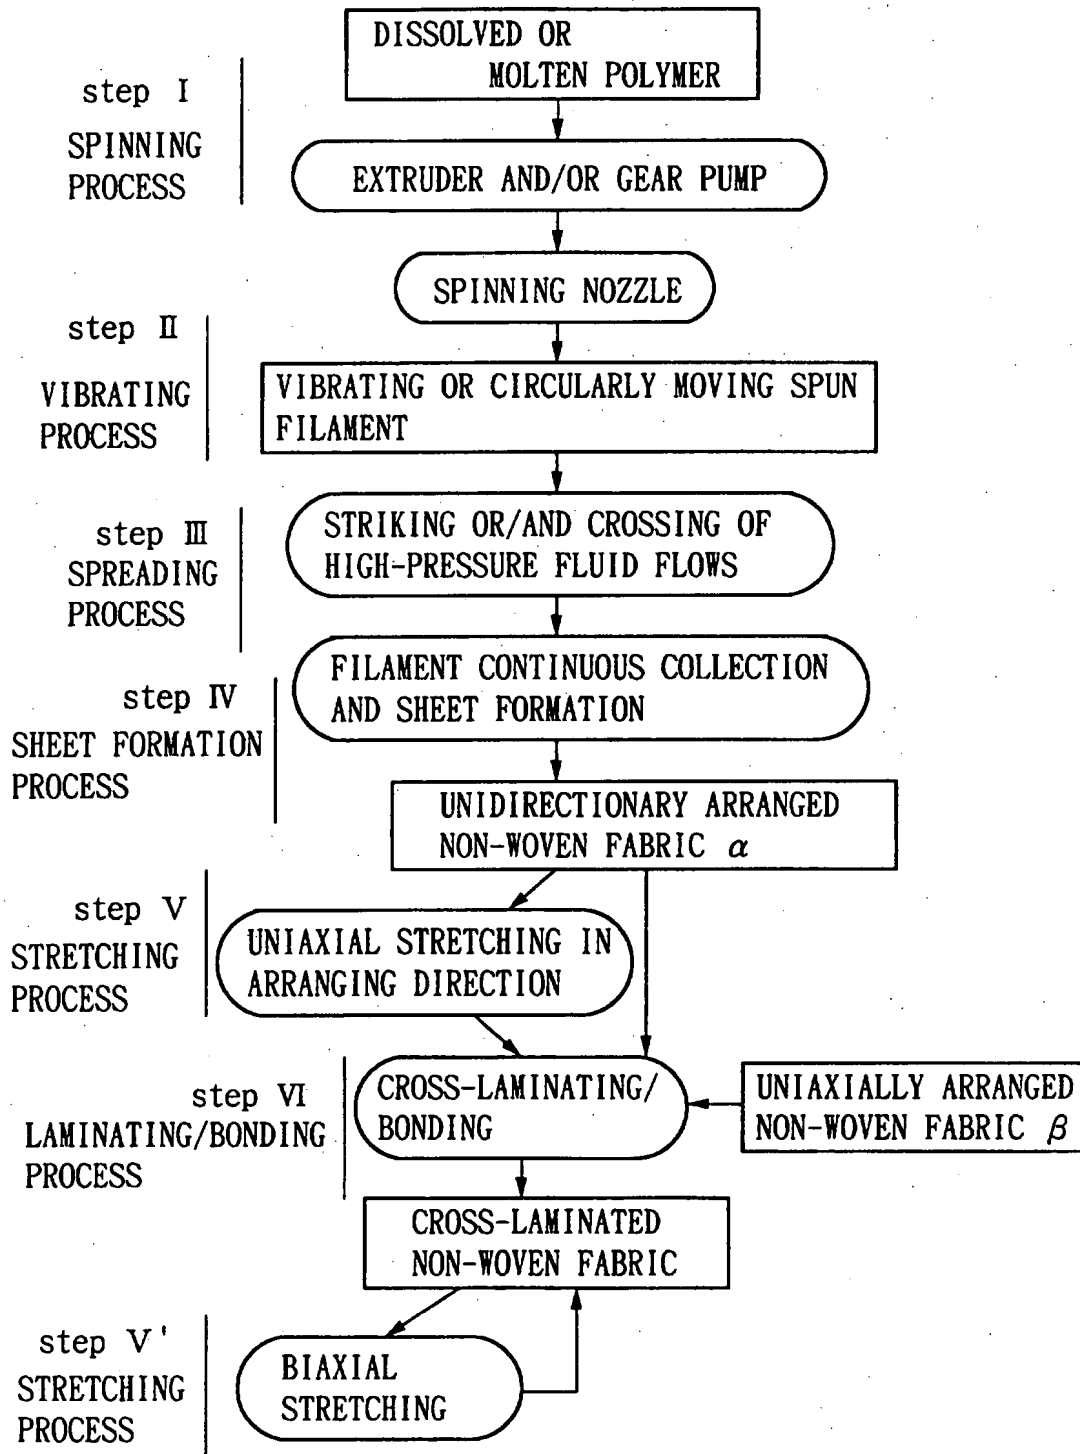 DISSOLVED OR
MOLTEN POLYMER
step I
SPINNING
PROCESS
EXTRUDER AND/OR GEAR PUMP
SPINNING NOZZLE
step II
VIBRATING
PROCESS
VIBRATING OR CIRCULARLY MOVING SPUN
FILAMENT
step III
SPREADING
PROCESS
STRIKING OR/AND CROSSING OF
HIGH-PRESSURE FLUID FLOWS
FILAMENT CONTINUOUS COLLECTION
AND SHEET FORMATION
step IV
SHEET FORMATION
PROCESS
UNIDIRECTIONARY ARRANGED
NON-WOVEN FABRIC α
step V
STRETCHING
PROCESS
UNIAXIAL STRETCHING IN
ARRANGING DIRECTION
step VI
LAMINATING/BONDING
PROCESS
CROSS-LAMINATING/
BONDING
UNIAXIALLY ARRANGED
NON-WOVEN FABRIC β
CROSS-LAMINATED
NON-WOVEN FABRIC
step V'
STRETCHING
PROCESS
BIAXIAL
STRETCHING